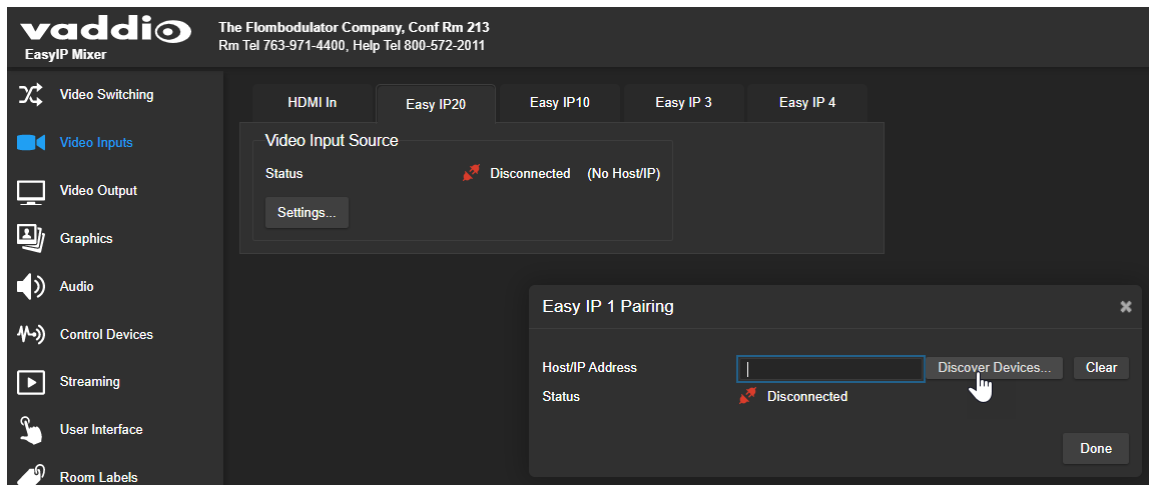 vaddio
EasyIP Mixer
The Flombodulator Company, Conf Rm 213
Rm Tel 763-971-4400, Help Tel 800-572-2011
Video Switching
Video Inputs
Video Output
Graphics
Audio
Control Devices
Streaming
User Interface
Room Labels
HDMI In Easy IP20 Easy IP10 Easy IP 3 Easy IP 4
Video Input Source
Status Disconnected (No Host/IP)
Settings...
Easy IP 1 Pairing
Host/IP Address Discover Devices... Clear
Status Disconnected
Done